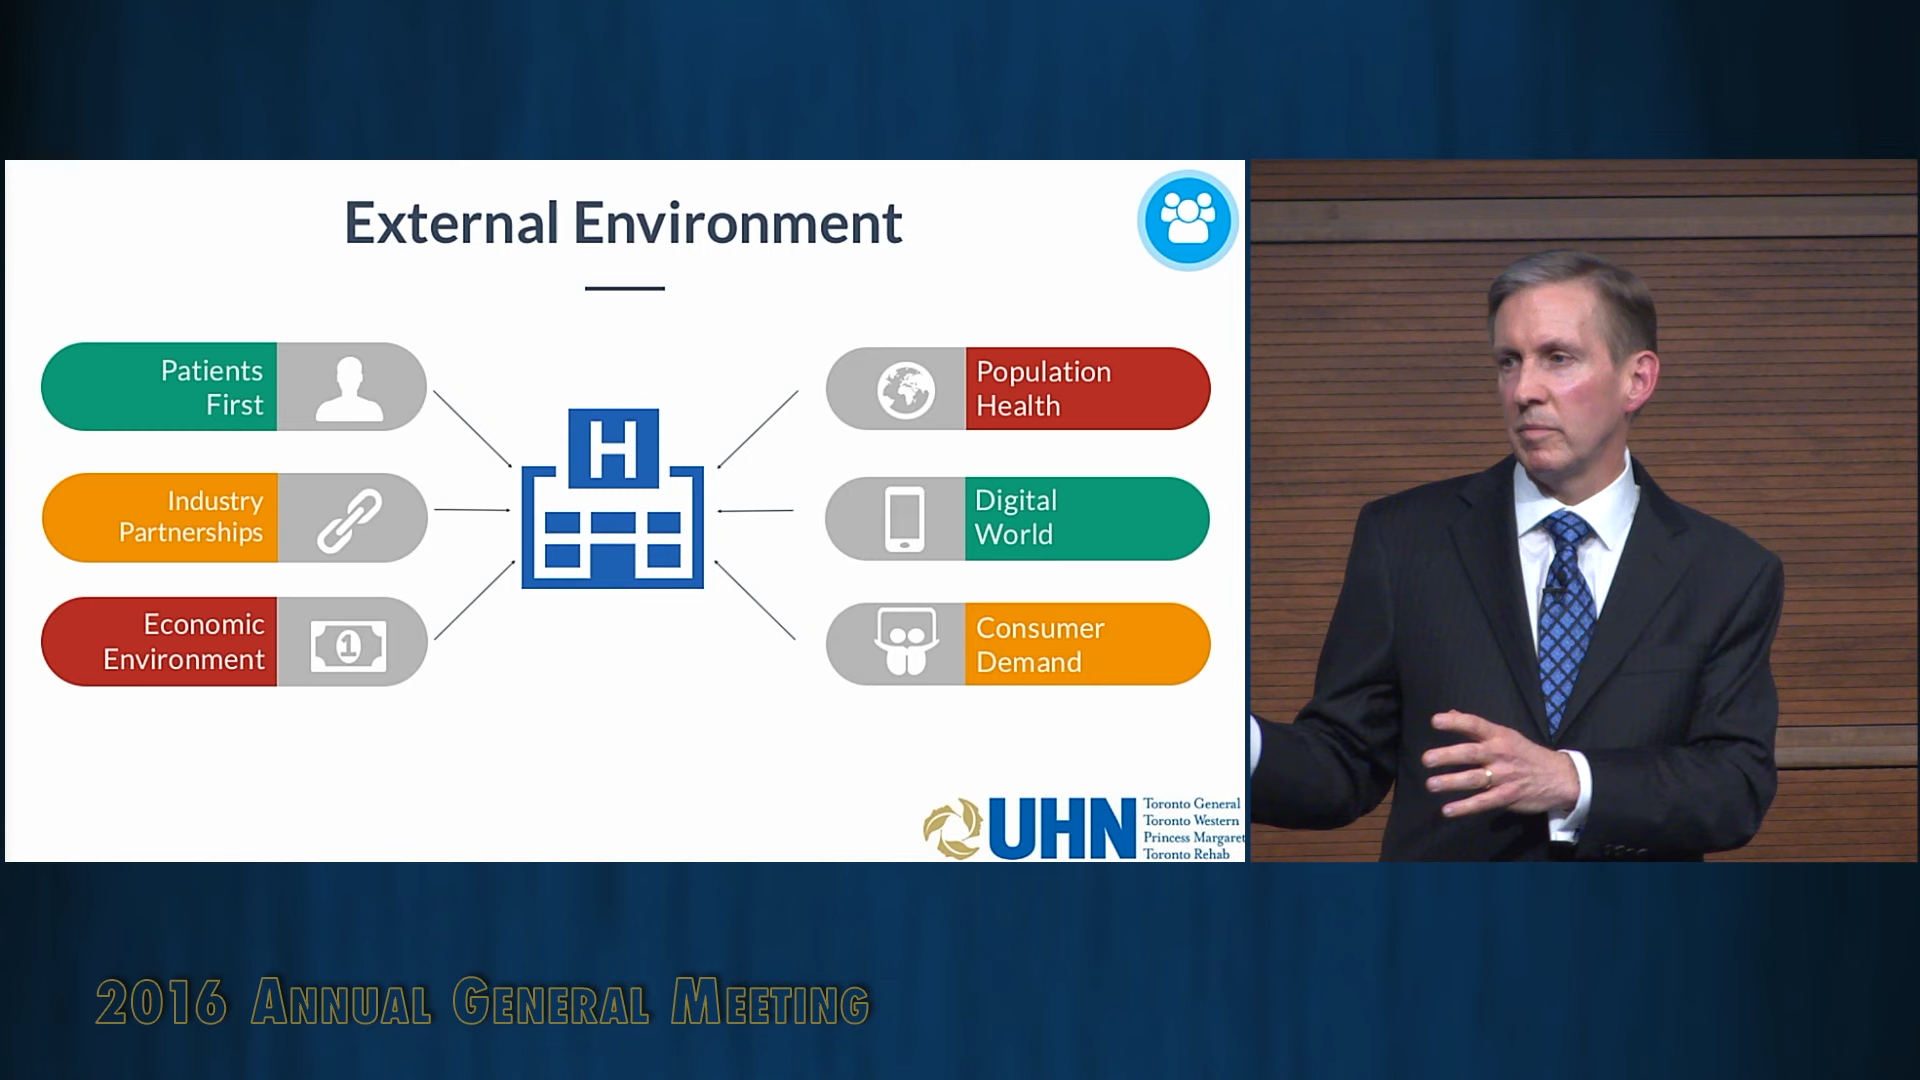 External Environment
Patients
First
Industry
Partnerships
Economic
Environment
1
H
Population
Health
Digital
World
Consumer
Demand
UHN
Toronto General
Toronto Western
Princess Margaret
Toronto Rehab
2016 ANNUAL GENERAL MEETING